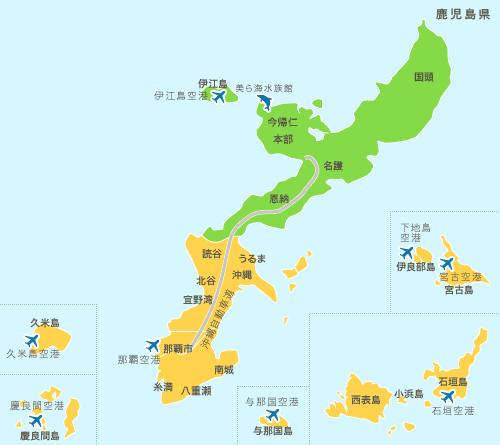 鹿児島県
国頭
伊江島
伊江島空港
美ら海水族館
今帰仁
本部
名護
恩納
読谷
うるま
北谷
沖縄
宜野湾
沖縄自動車道
那覇市
那覇空港
南城
糸満
八重瀬
下地島
空港
伊良部島
宮古空港
宮古島
久米島
久米島空港
慶良間空港
慶良間島
与那国空港
与那国島
西表島
小浜島
石垣島
石垣空港